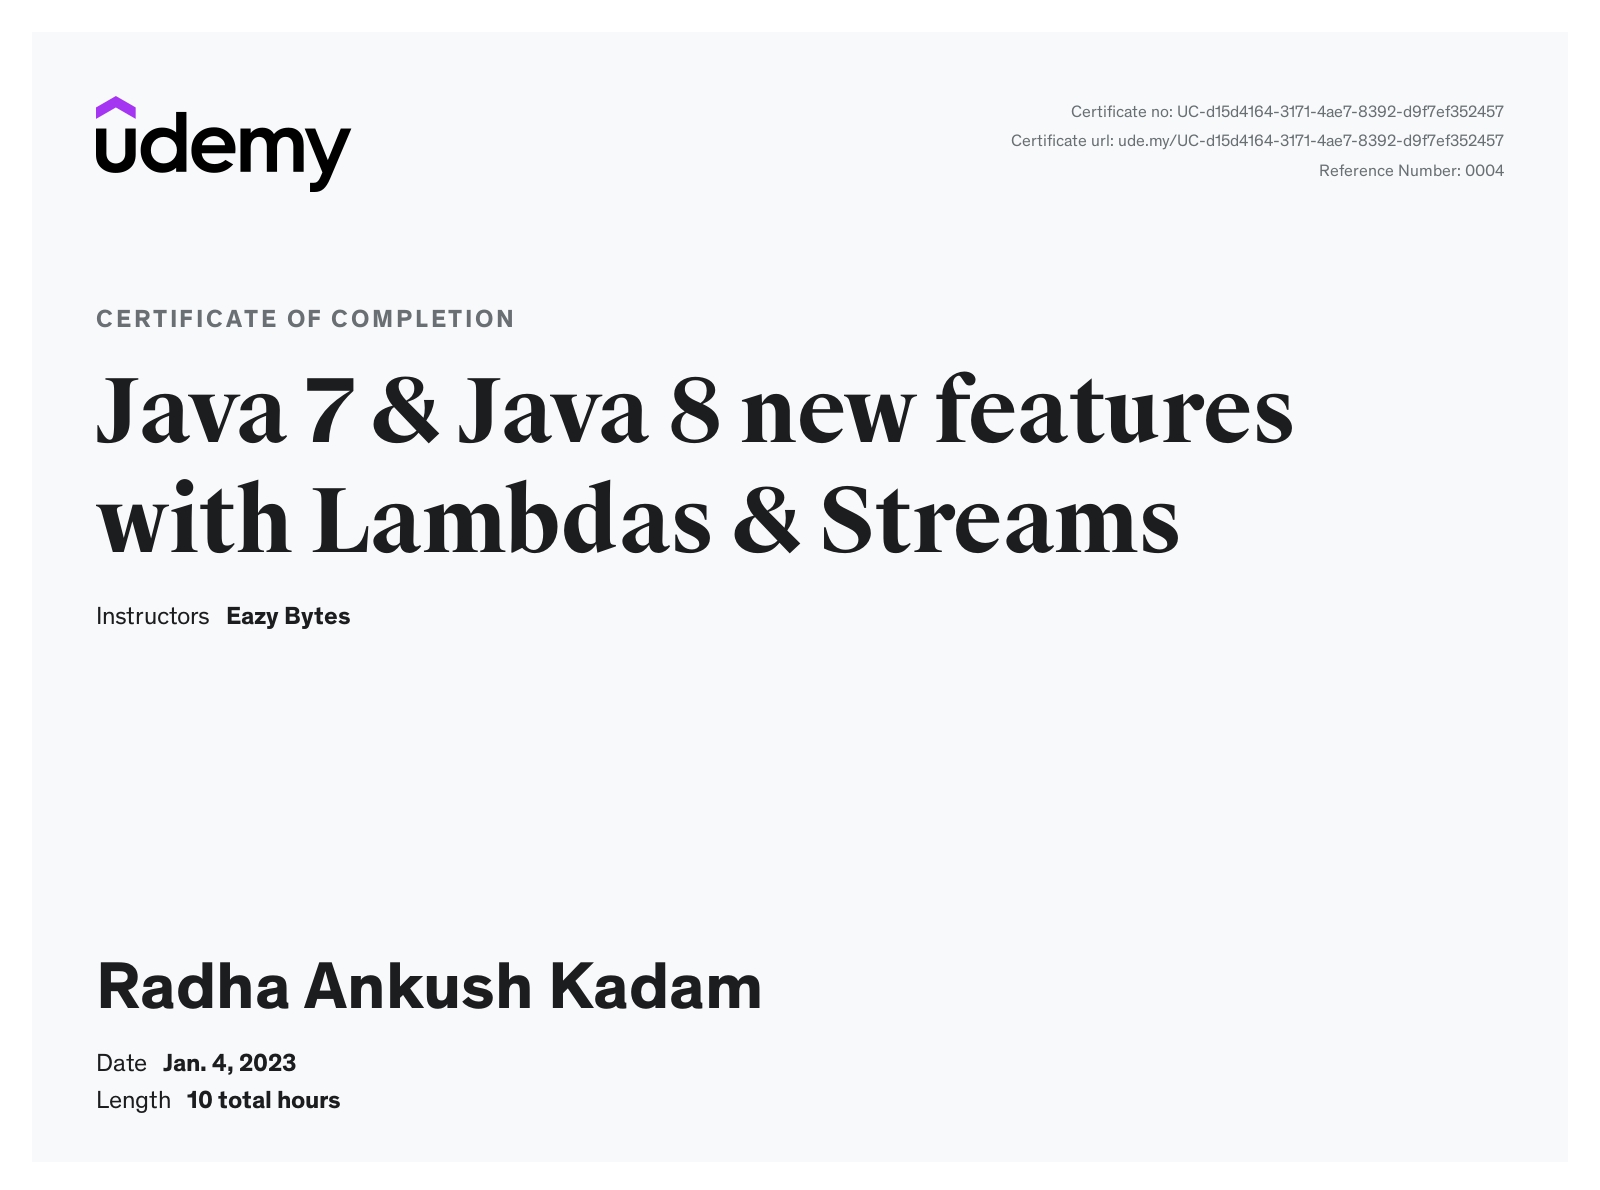 udemy
Certificate no: UC-d15d4164-3171-4ae7-8392-d9f7ef352457
Certificate url: ude.my/UC-d15d4164-3171-4ae7-8392-d9f7ef352457
Reference Number: 0004
CERTIFICATE OF COMPLETION
Java 7 & Java 8 new features
with Lambdas & Streams
Instructors Eazy Bytes
Radha Ankush Kadam
Date Jan. 4, 2023
Length 10 total hours